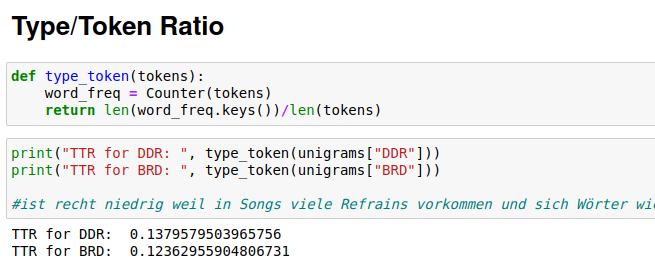 Type/Token Ratio
def type_token(tokens):
    word_freq = Counter(tokens)
    return len(word_freq.keys())/len(tokens)
print("TTR for DDR: ", type_token(unigrams["DDR"]))
print("TTR for BRD: ", type_token(unigrams["BRD"]))
#ist recht niedrig weil in Songs viele Refrains vorkommen und sich Wörter
TTR for DDR:  0.1379579503965756
TTR for BRD:  0.12362955904806731